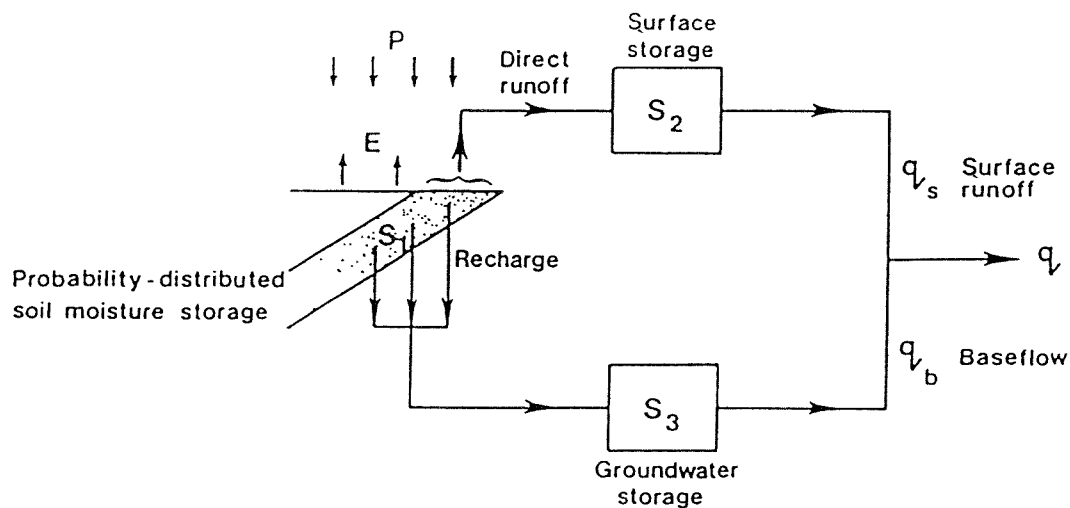 P
Direct
runoff
Surface
storage
S2
E
qs Surface
runoff
S1
Recharge
q
Probability-distributed
soil moisture storage
qb Baseflow
S3
Groundwater
storage